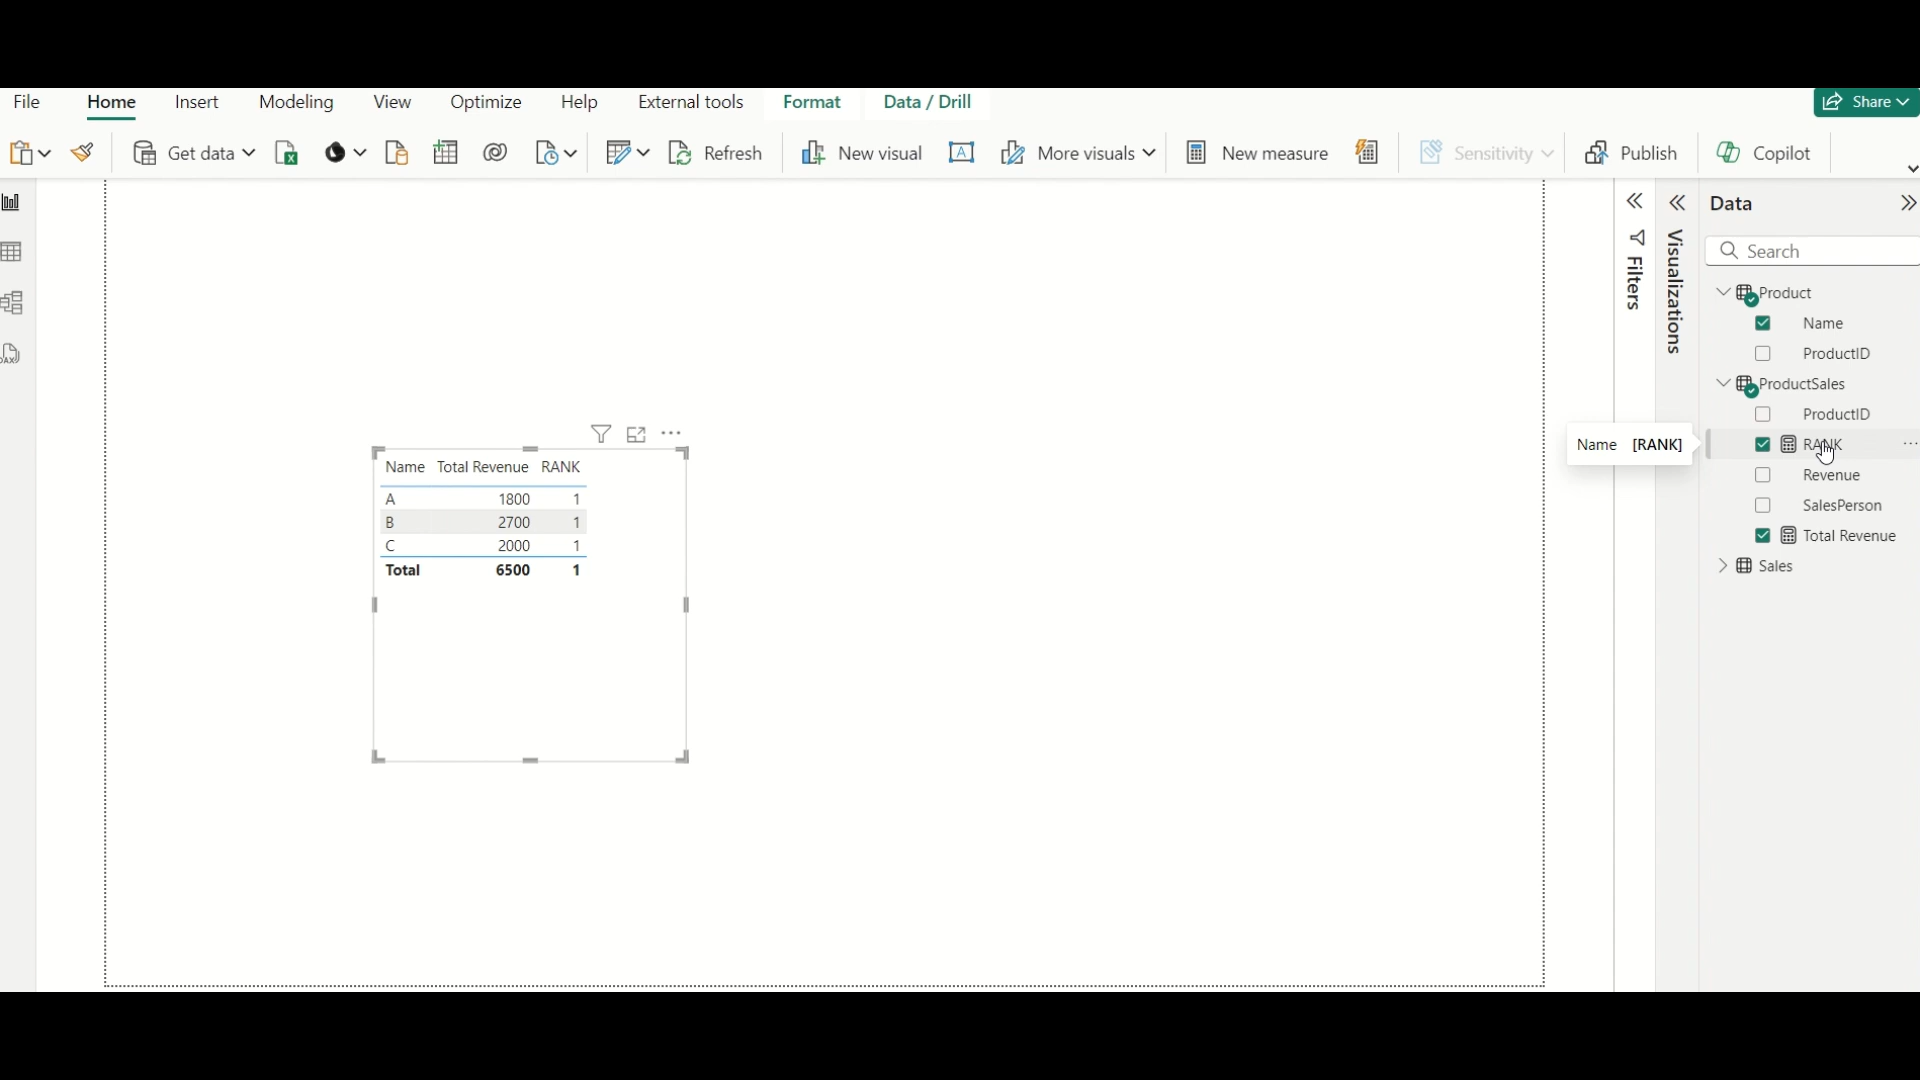 File Home Insert Modeling View Optimize Help External tools Format Data / Drill Share
Get data Refresh New visual More visuals New measure Sensitivity Publish Copilot
Data
Search
Filters
Visualizations
Product
Name
ProductID
ProductSales
ProductID
RANK
Name [RANK]
Revenue
SalesPerson
Total Revenue
Sales
Name Total Revenue RANK
A 1800 1
B 2700 1
C 2000 1
Total 6500 1
DAX